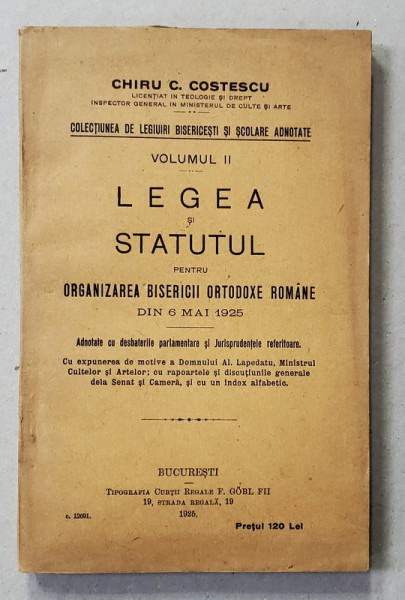 CHIRU C. COSTESCU
LICENȚIAT IN TEOLOGIE ȘI DREPT
INSPECTOR GENERAL IN MINISTERUL DE CULTE ȘI ARTE
COLECȚIUNEA DE LEGIUIRI BISERICEȘTI ȘI ȘCOLARE ADNOTATE
VOLUMUL II
LEGEA
ȘI
STATUTUL
PENTRU
ORGANIZAREA BISERICII ORTODOXE ROMÂNE
DIN 6 MAI 1925
Adnotate cu desbaterile parlamentare și Jurisprudențele referitoare.
Cu expunerea de motive a Domnului Al. Lapedatu, Ministrul
Cultelor și Artelor; cu rapoartele și discuțiunile generale
dela Senat și Cameră, și cu un index alfabetic.
BUCUREȘTI
TIPOGRAFIA CURȚII REGALE F. GÖBL FII
19, STRADA REGALĂ, 19
c. 12691.
1925.
Prețul 120 Lei